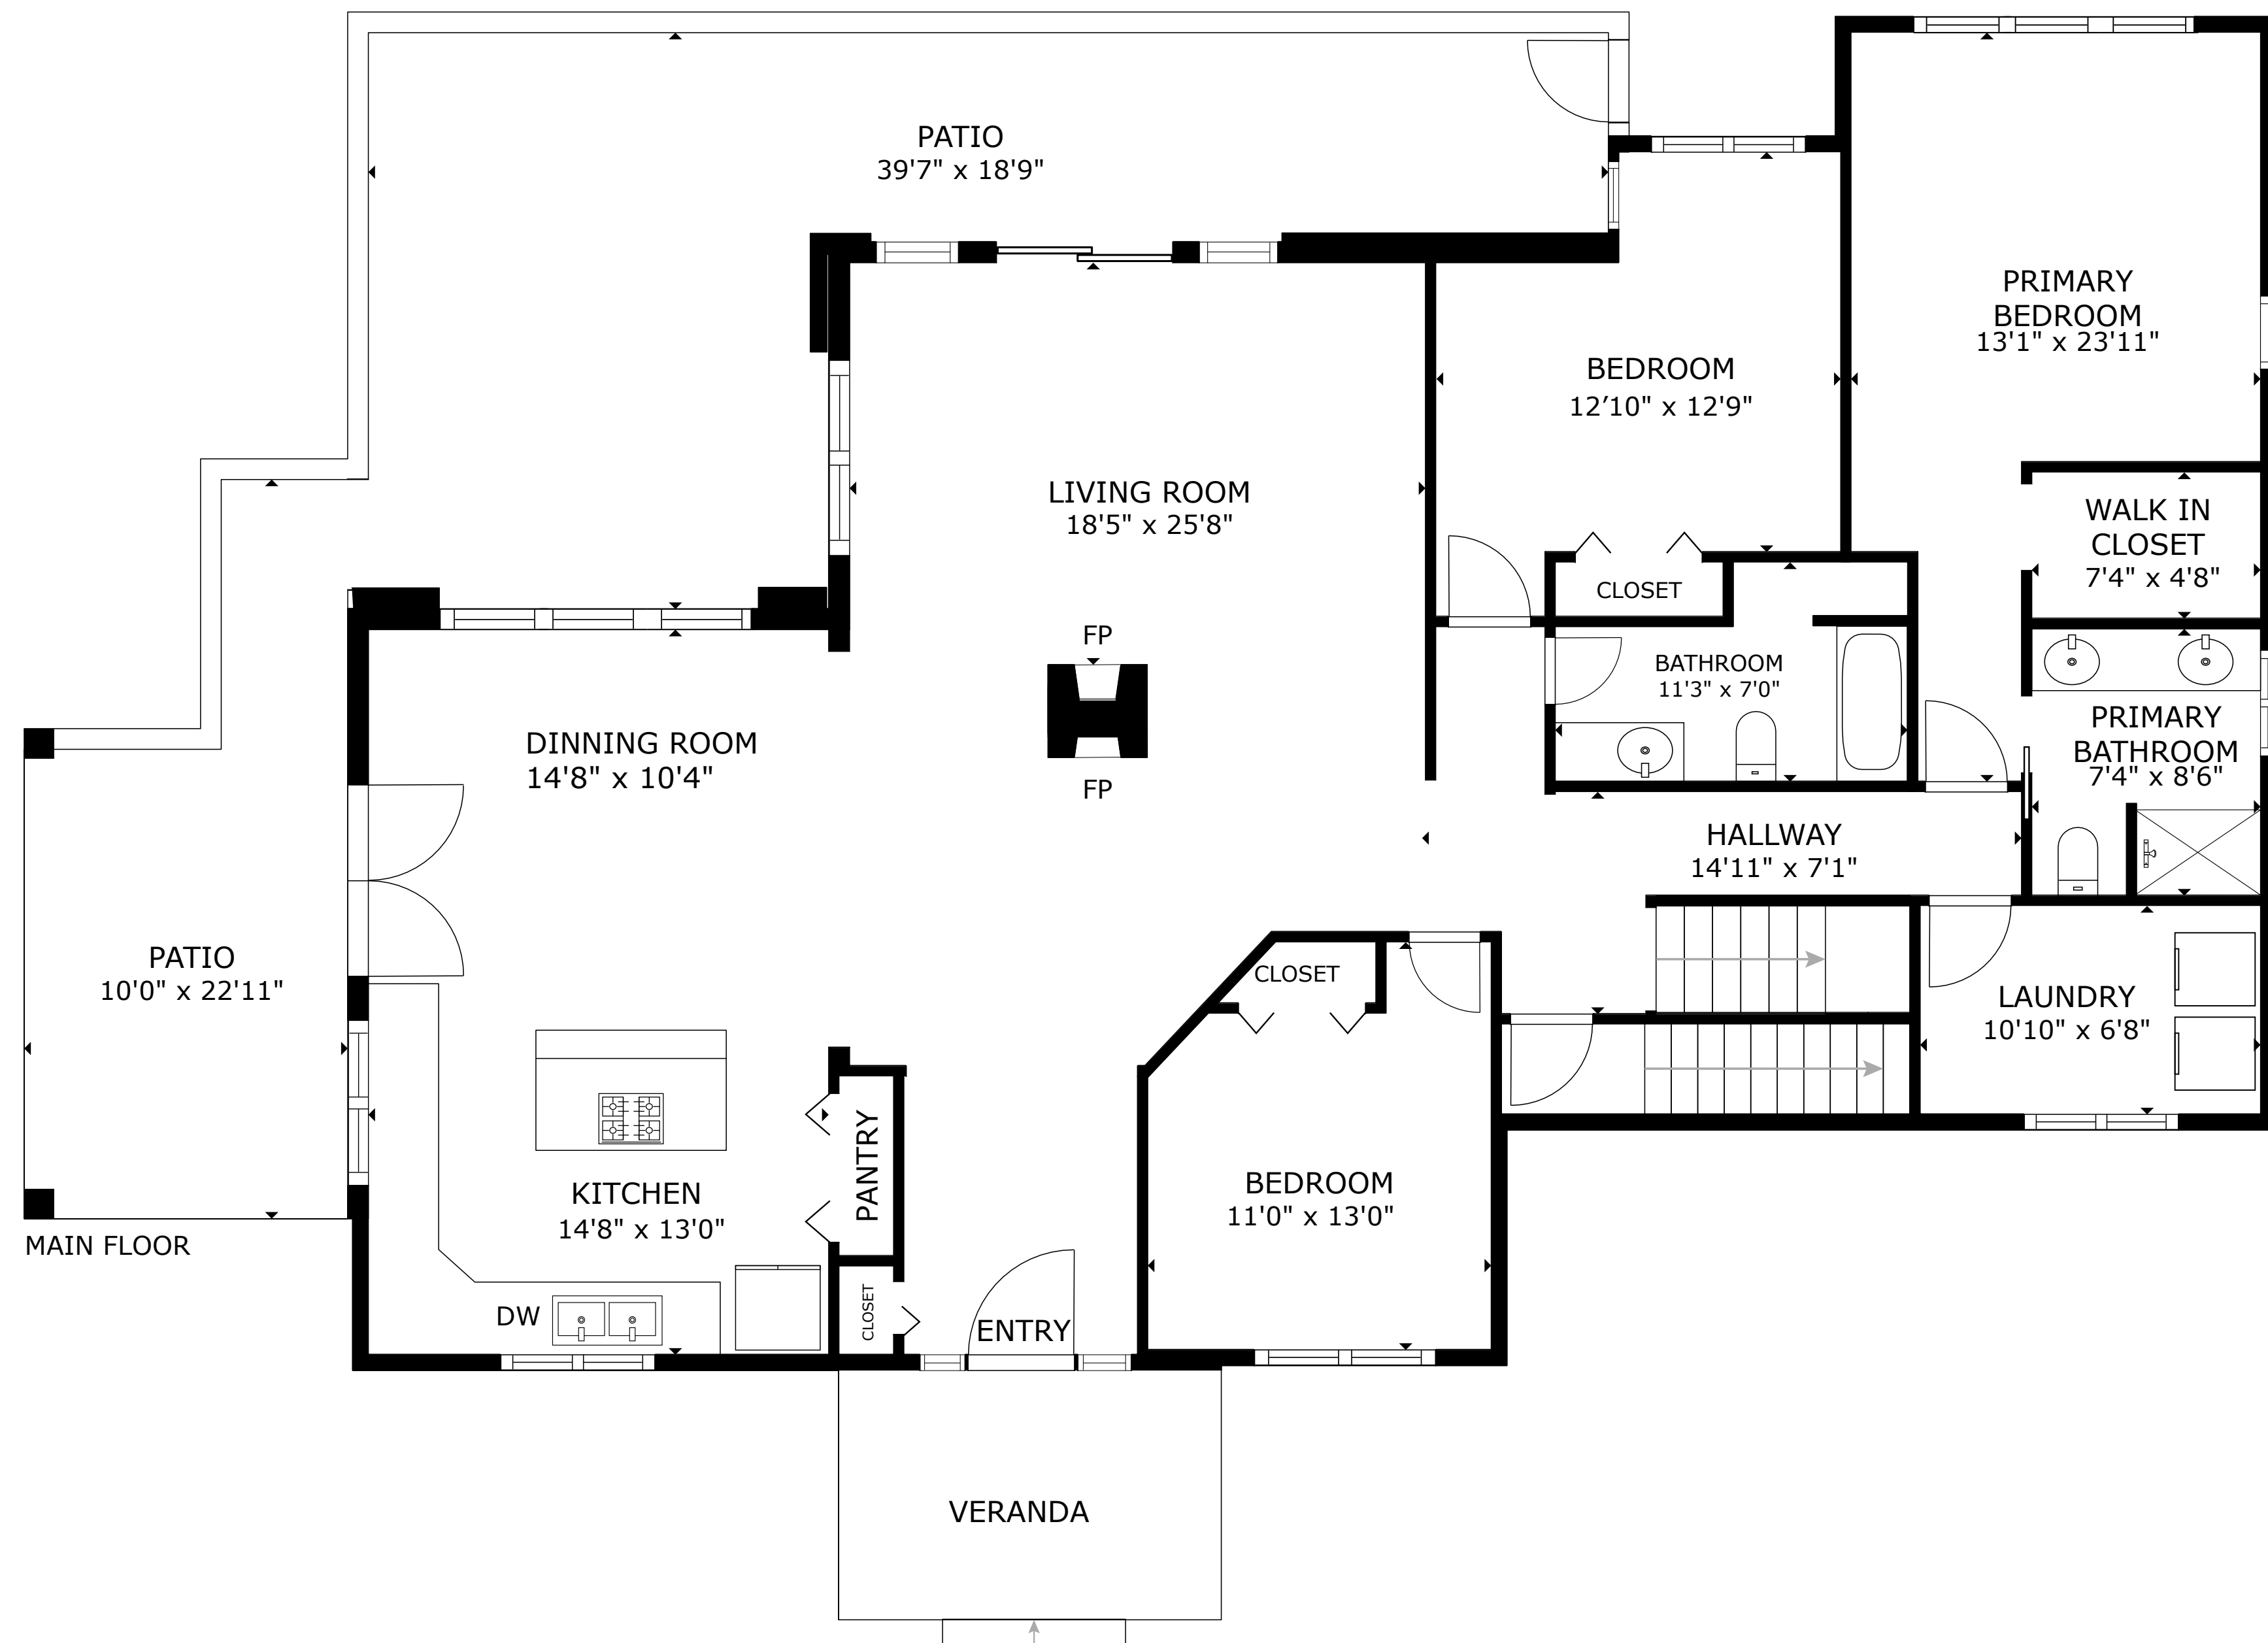 PATIO
39'7" x 18'9"
PRIMARY
BEDROOM
13'1" x 23'11"
BEDROOM
12’10" x 12'9"
LIVING ROOM
18'5" x 25'8"
WALK IN
CLOSET
7'4" x 4'8"
CLOSET
FP
BATHROOM
11'3" x 7'0"
DINNING ROOM
14'8" x 10'4"
PRIMARY
BATHROOM
7'4" x 8'6"
FP
HALLWAY
14'11" x 7'1"
PATIO
10'0" x 22'11"
CLOSET
LAUNDRY
10'10" x 6'8"
PANTRY
KITCHEN
14'8" x 13'0"
BEDROOM
11'0" x 13'0"
MAIN FLOOR
DW
CLOSET
ENTRY
VERANDA